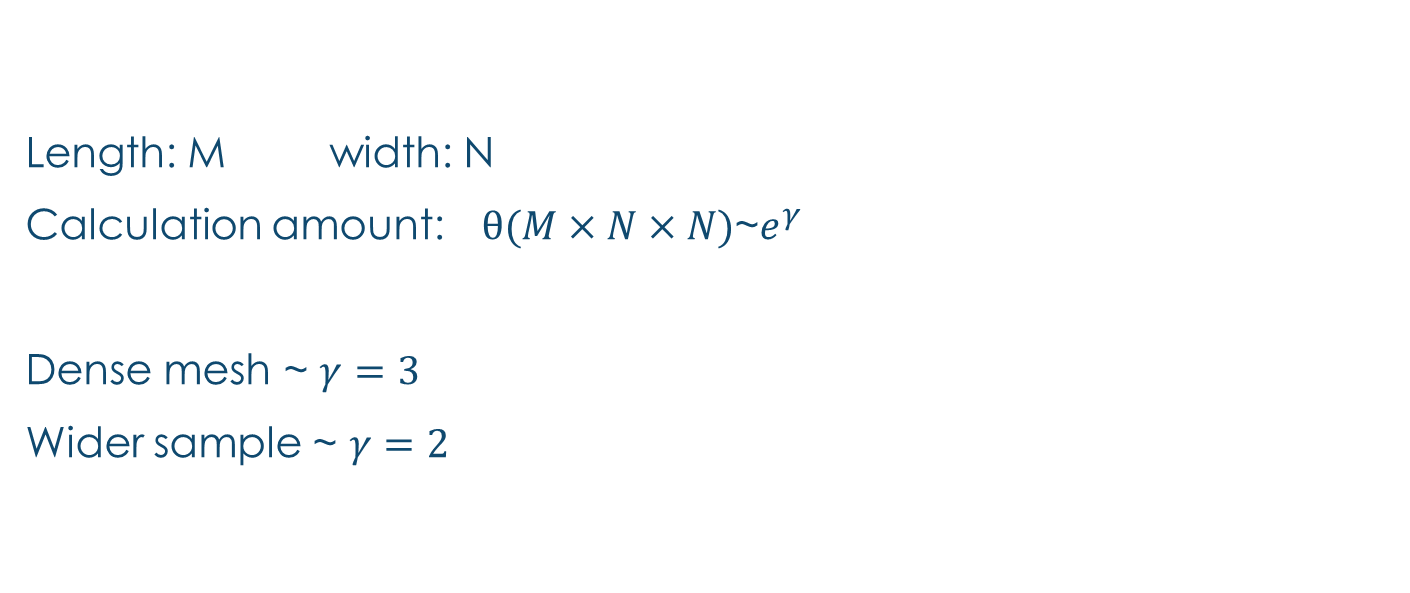 Length: M width: N
Calculation amount: θ(M × N × N)~e^γ
Dense mesh ~ γ = 3
Wider sample ~ γ = 2